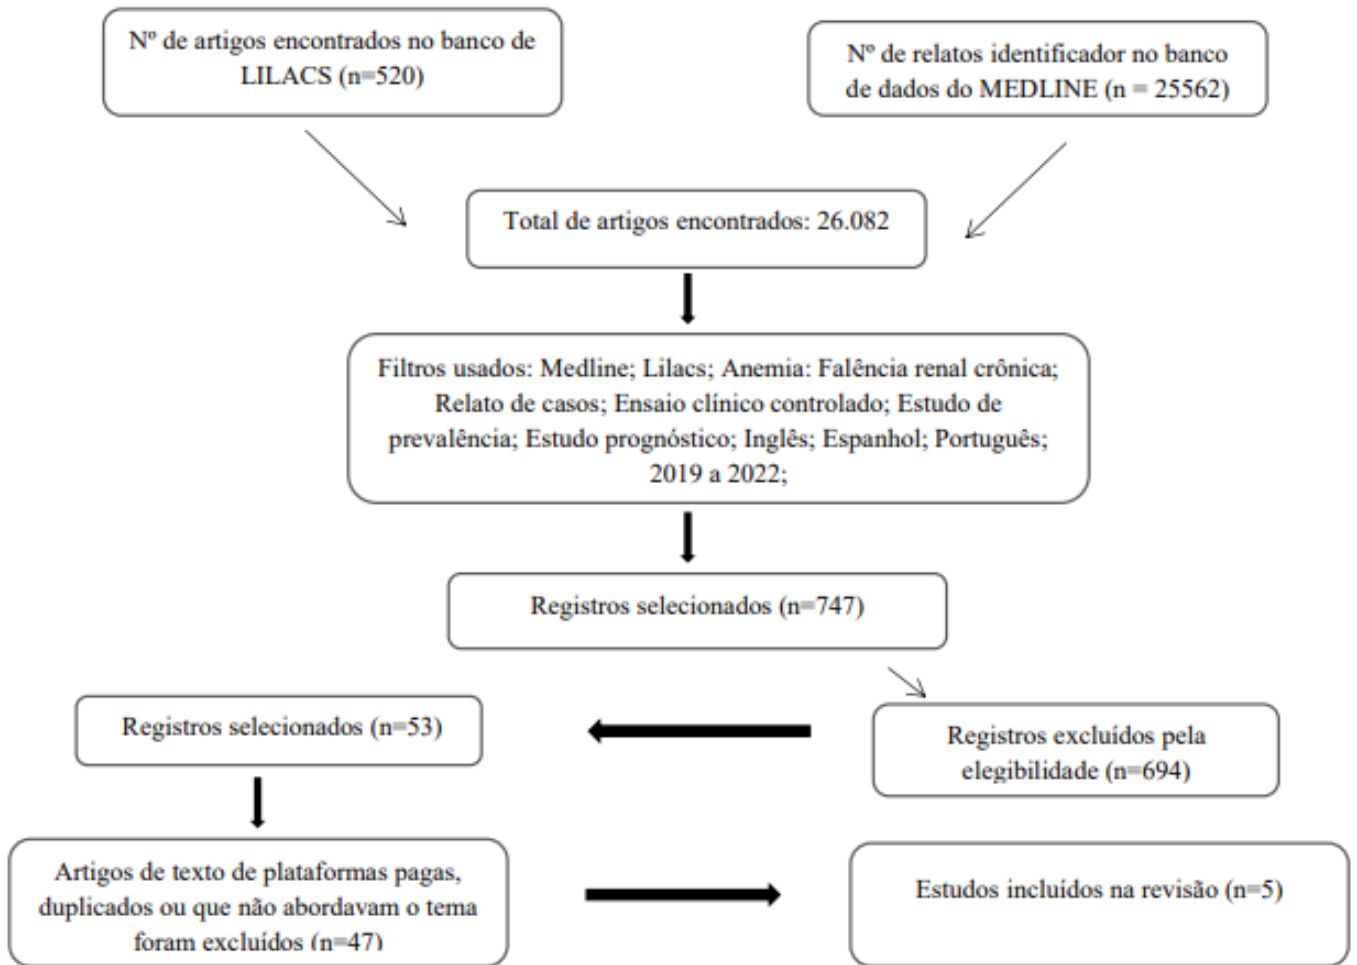 Nº de artigos encontrados no banco de
LILACS (n=520)
Nº de relatos identificador no banco
de dados do MEDLINE (n = 25562)
Total de artigos encontrados: 26.082
Filtros usados: Medline; Lilacs; Anemia: Falência renal crônica;
Relato de casos; Ensaio clínico controlado; Estudo de
prevalência; Estudo prognóstico; Inglês; Espanhol; Português;
2019 a 2022;
Registros selecionados (n=747)
Registros excluídos pela
elegibilidade (n=694)
Registros selecionados (n=53)
Artigos de texto de plataformas pagas,
duplicados ou que não abordavam o tema
foram excluídos (n=47)
Estudos incluídos na revisão (n=5)